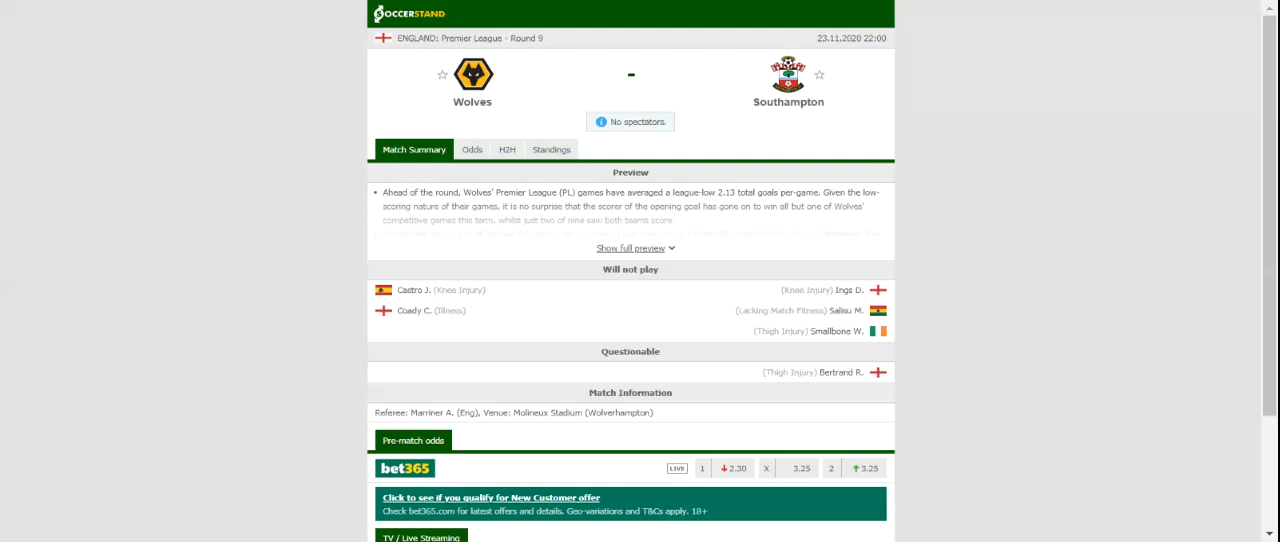 SOCCERSTAND
ENGLAND: Premier League - Round 9 23.11.2020 22:00
-
Wolves Southampton
No spectators.
Match Summary Odds H2H Standings
Preview
• Ahead of the round, Wolves' Premier League (PL) games have averaged a league-low 2.13 total goals per-game. Given the low-
scoring nature of their games, it is no surprise that the scorer of the opening goal has gone on to win all but one of Wolves'
competitive games this term, whilst just two of nine saw both teams score.
Show full preview
Will not play
Castro J. (Knee Injury) (Knee Injury) Ings D.
Coady C. (Illness) (Lacking Match Fitness) Salisu M.
(Thigh Injury) Smallbone W.
Questionable
(Thigh Injury) Bertrand R.
Match Information
Referee: Marriner A. (Eng), Venue: Molineux Stadium (Wolverhampton)
Pre-match odds
bet365 LIVE 1 2.30 X 3.25 2 3.25
Click to see if you qualify for New Customer offer
Check bet365.com for latest offers and details. Geo-variations and T&Cs apply. 18+
TV / Live Streaming